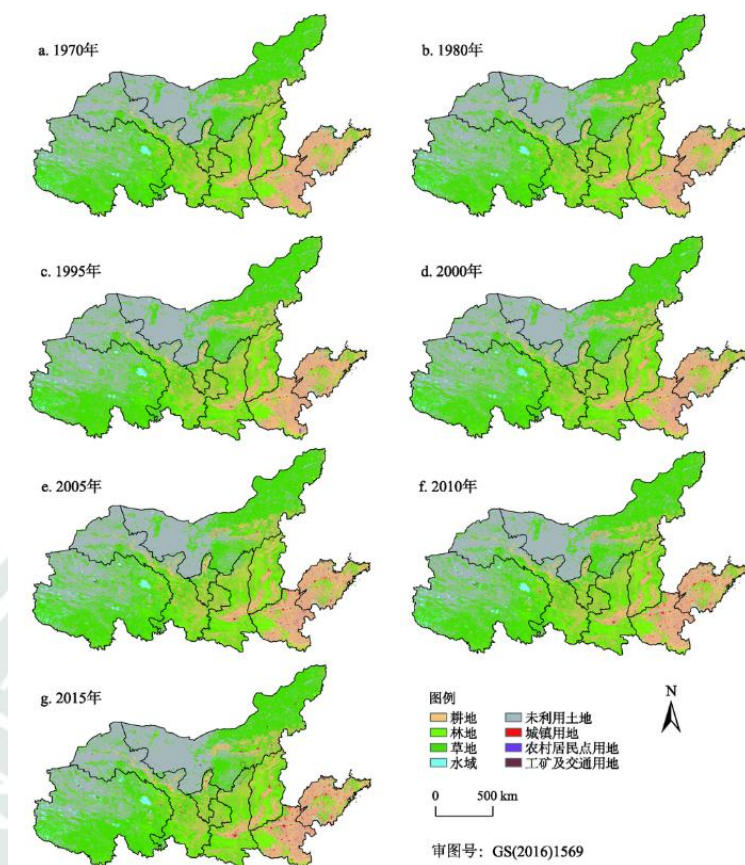 a. 1970年
b. 1980年
c. 1995年
d. 2000年
e. 2005年
f. 2010年
g. 2015年
图例
耕地
未利用土地
林地
城镇用地
草地
农村居民点用地
水域
工矿及交通用地
N
0 500 km
审图号：GS(2016)1569